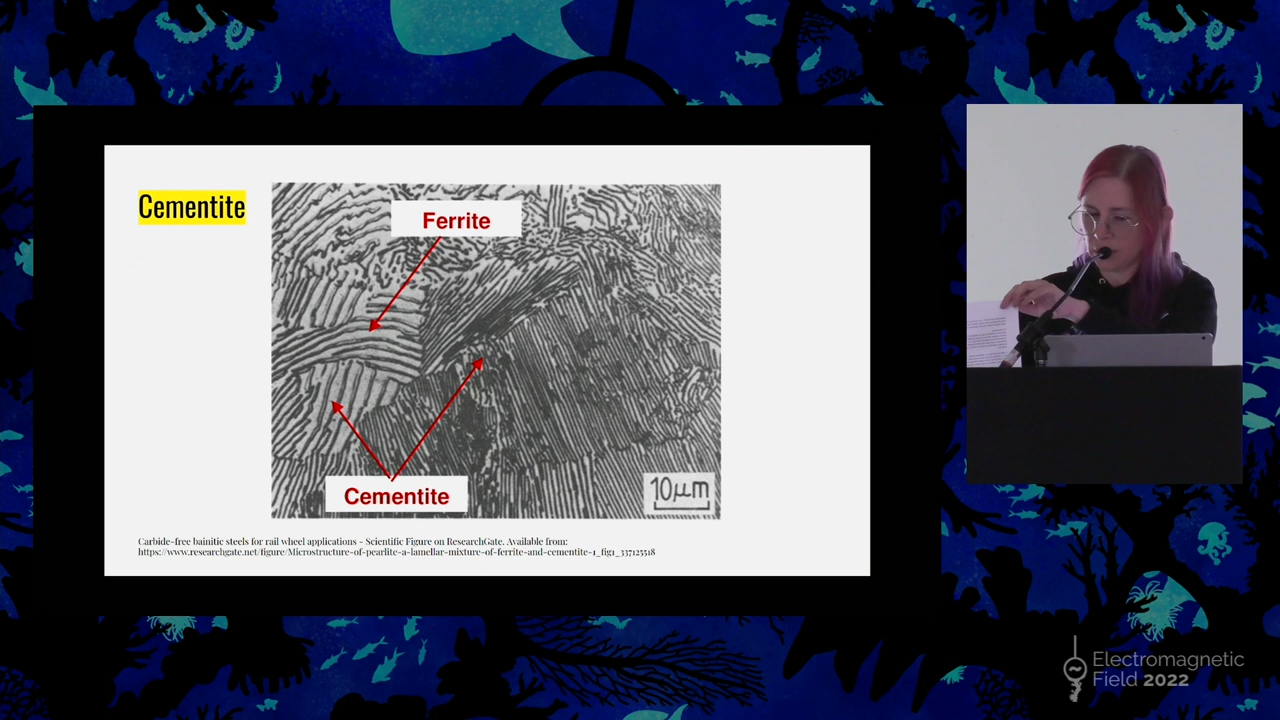 Cementite
Ferrite
Cementite
10μm
Carbide-free bainitic steels for rail wheel applications - Scientific Figure on ResearchGate. Available from:
https://www.researchgate.net/figure/Microstructure-of-pearlite-a-lamellar-mixture-of-ferrite-and-cementite-1_fig1_337125518
Electromagnetic
Field 2022